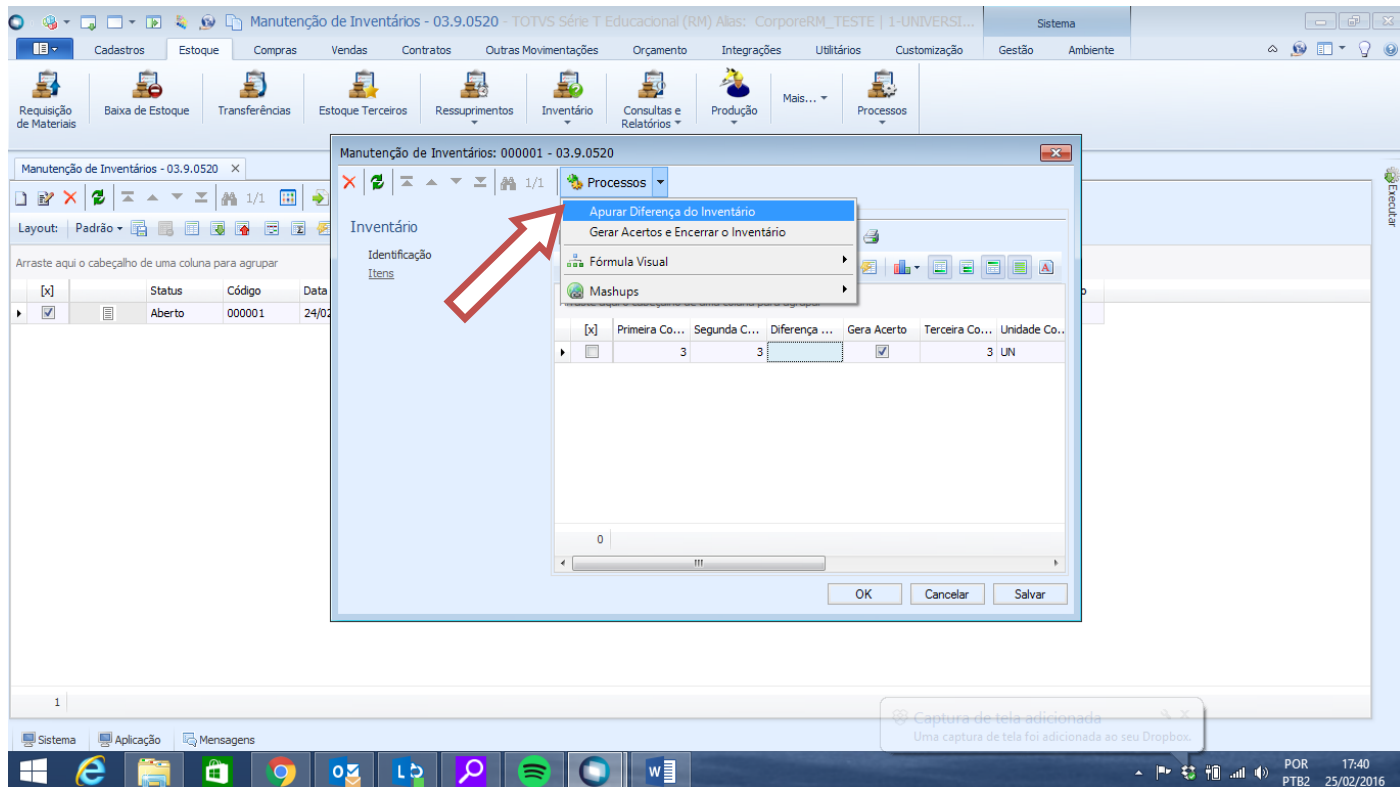 Manutenção de Inventários - 03.9.0520 - TOTVS Série T Educacional (RM) Alias: CorporeRM_TESTE | 1-UNIVERSI...
Sistema
Cadastros Estoque Compras Vendas Contratos Outras Movimentações Orçamento Integrações Utilitários Customização Gestão Ambiente
Requisição de Materiais
Baixa de Estoque
Transferências
Estoque Terceiros
Ressuprimentos
Inventário
Consultas e Relatórios
Produção
Mais...
Processos
Manutenção de Inventários - 03.9.0520
1/1
Layout: Padrão
Arraste aqui o cabeçalho de uma coluna para agrupar
[x] Status Código Data
Aberto 000001 24/02
1
Executar
Manutenção de Inventários: 000001 - 03.9.0520
1/1 Processos
Apurar Diferença do Inventário
Gerar Acertos e Encerrar o Inventário
Fórmula Visual
Mashups
Inventário
Identificação
Itens
[x] Primeira Co... Segunda C... Diferença ... Gera Acerto Terceira Co... Unidade Co..
3 3 3 UN
0
OK Cancelar Salvar
Captura de tela adicionada
Uma captura de tela foi adicionada ao seu Dropbox.
Sistema Aplicação Mensagens
POR 17:40
PTB2 25/02/2016